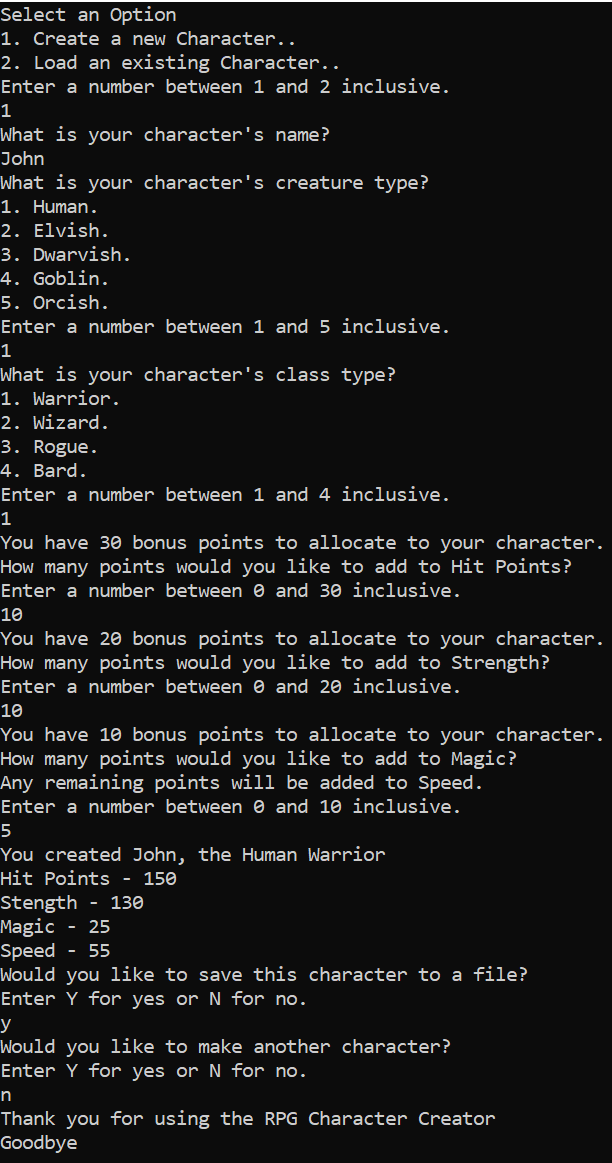 Select an Option
1. Create a new Character..
2. Load an existing Character..
Enter a number between 1 and 2 inclusive.
1
What is your character's name?
John
What is your character's creature type?
1. Human.
2. Elvish.
3. Dwarvish.
4. Goblin.
5. Orcish.
Enter a number between 1 and 5 inclusive.
1
What is your character's class type?
1. Warrior.
2. Wizard.
3. Rogue.
4. Bard.
Enter a number between 1 and 4 inclusive.
1
You have 30 bonus points to allocate to your character.
How many points would you like to add to Hit Points?
Enter a number between 0 and 30 inclusive.
10
You have 20 bonus points to allocate to your character.
How many points would you like to add to Strength?
Enter a number between 0 and 20 inclusive.
10
You have 10 bonus points to allocate to your character.
How many points would you like to add to Magic?
Any remaining points will be added to Speed.
Enter a number between 0 and 10 inclusive.
5
You created John, the Human Warrior
Hit Points - 150
Stength - 130
Magic - 25
Speed - 55
Would you like to save this character to a file?
Enter Y for yes or N for no.
y
Would you like to make another character?
Enter Y for yes or N for no.
n
Thank you for using the RPG Character Creator
Goodbye